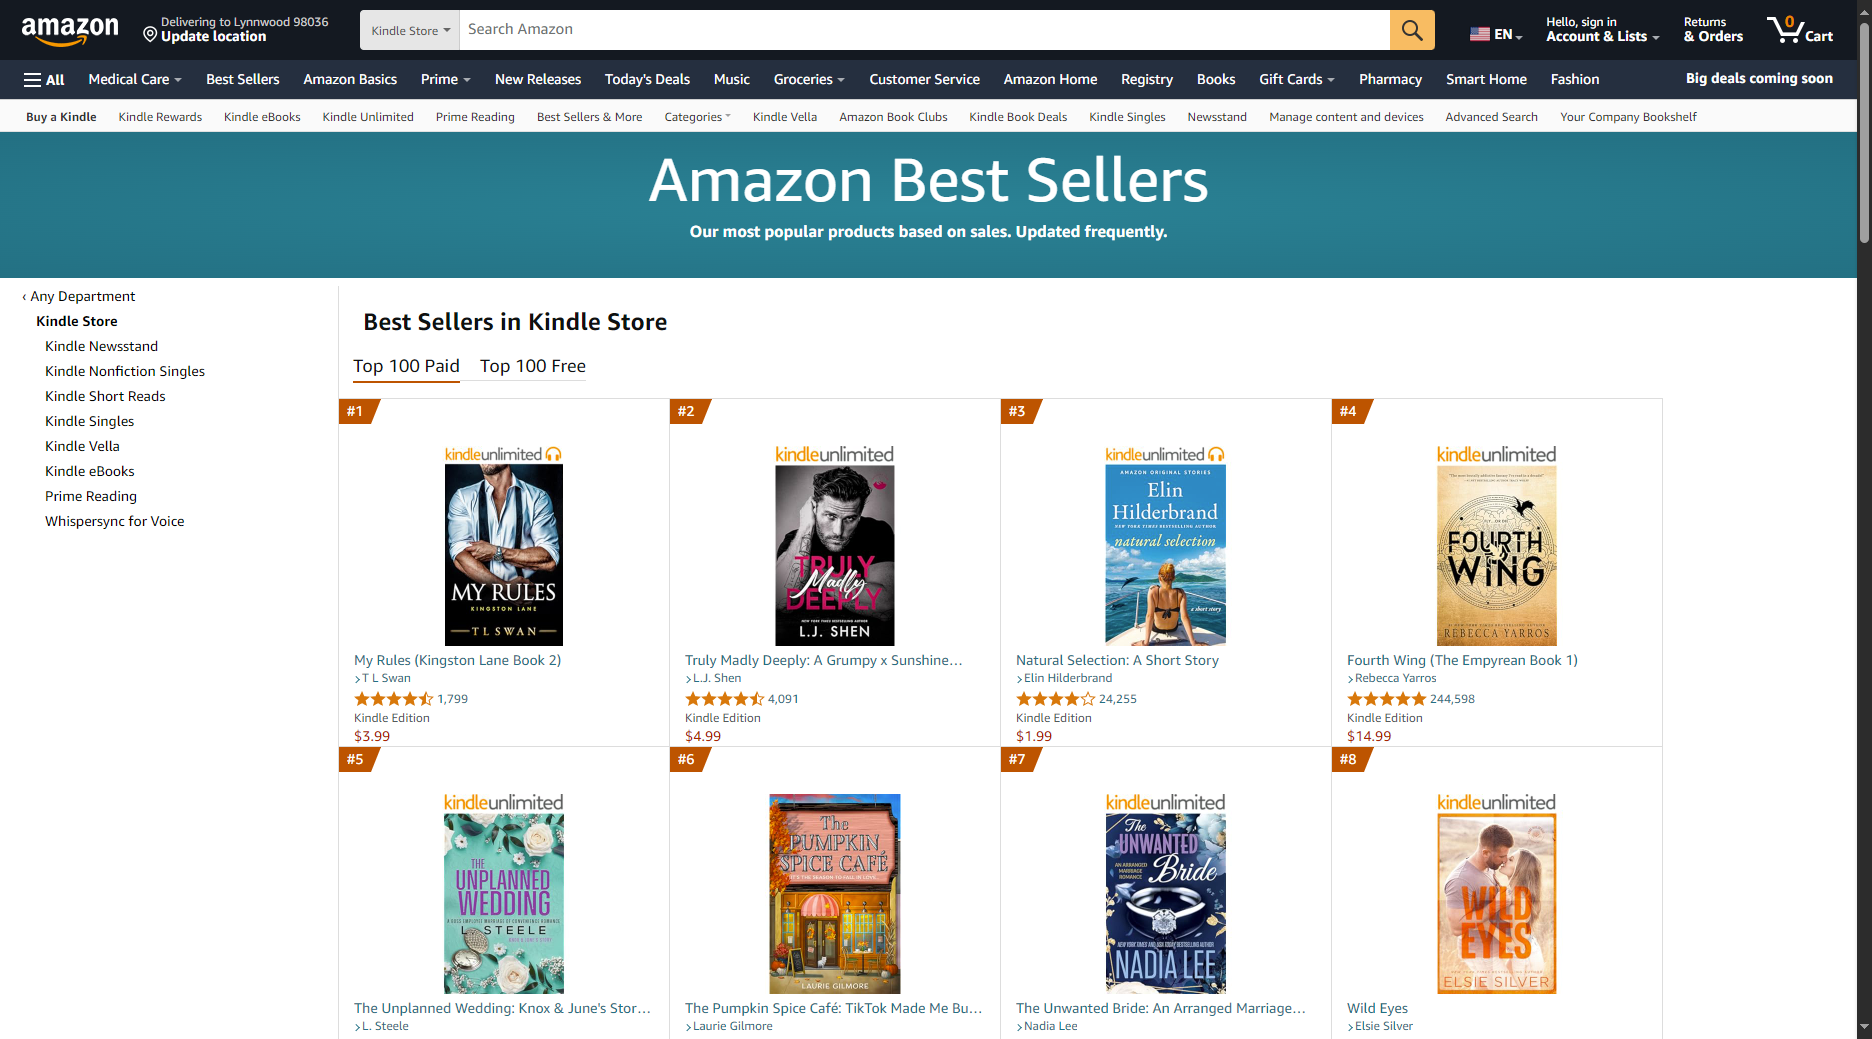 amazon
Delivering to Lynnwood 98036
Update location
Kindle Store
Search Amazon
EN
Hello, sign in
Account & Lists
Returns
& Orders
0
Cart
All
Medical Care
Best Sellers
Amazon Basics
Prime
New Releases
Today's Deals
Music
Groceries
Customer Service
Amazon Home
Registry
Books
Gift Cards
Pharmacy
Smart Home
Fashion
Big deals coming soon
Buy a Kindle
Kindle Rewards
Kindle eBooks
Kindle Unlimited
Prime Reading
Best Sellers & More
Categories
Kindle Vella
Amazon Book Clubs
Kindle Book Deals
Kindle Singles
Newsstand
Manage content and devices
Advanced Search
Your Company Bookshelf
Amazon Best Sellers
Our most popular products based on sales. Updated frequently.
‹ Any Department
Kindle Store
Kindle Newsstand
Kindle Nonfiction Singles
Kindle Short Reads
Kindle Singles
Kindle Vella
Kindle eBooks
Prime Reading
Whispersync for Voice
Best Sellers in Kindle Store
Top 100 Paid
Top 100 Free
#1
kindleunlimited
MY RULES
KINGSTON LANE
T L SWAN
My Rules (Kingston Lane Book 2)
›T L Swan
1,799
Kindle Edition
$3.99
#2
kindleunlimited
TRULY
Madly
DEEPLY
L.J. SHEN
Truly Madly Deeply: A Grumpy x Sunshine…
›L.J. Shen
4,091
Kindle Edition
$4.99
#3
kindleunlimited
AMAZON ORIGINAL STORIES
Elin
Hilderbrand
NEW YORK TIMES BESTSELLING AUTHOR
natural selection
a short story
Natural Selection: A Short Story
›Elin Hilderbrand
24,255
Kindle Edition
$1.99
#4
kindleunlimited
FOURTH
WING
REBECCA YARROS
Fourth Wing (The Empyrean Book 1)
›Rebecca Yarros
244,598
Kindle Edition
$14.99
#5
kindleunlimited
THE
UNPLANNED
WEDDING
L. STEELE
The Unplanned Wedding: Knox & June's Stor…
›L. Steele
#6
The
PUMPKIN
SPICE CAFÉ
IT'S THE SEASON TO FALL IN LOVE...
LAURIE GILMORE
The Pumpkin Spice Café: TikTok Made Me Bu…
›Laurie Gilmore
#7
kindleunlimited
The
UNWANTED
AN ARRANGED
MARRIAGE
ROMANCE
Bride
NADIA LEE
The Unwanted Bride: An Arranged Marriage…
›Nadia Lee
#8
kindleunlimited
WILD
EYES
ELSIE SILVER
Wild Eyes
›Elsie Silver